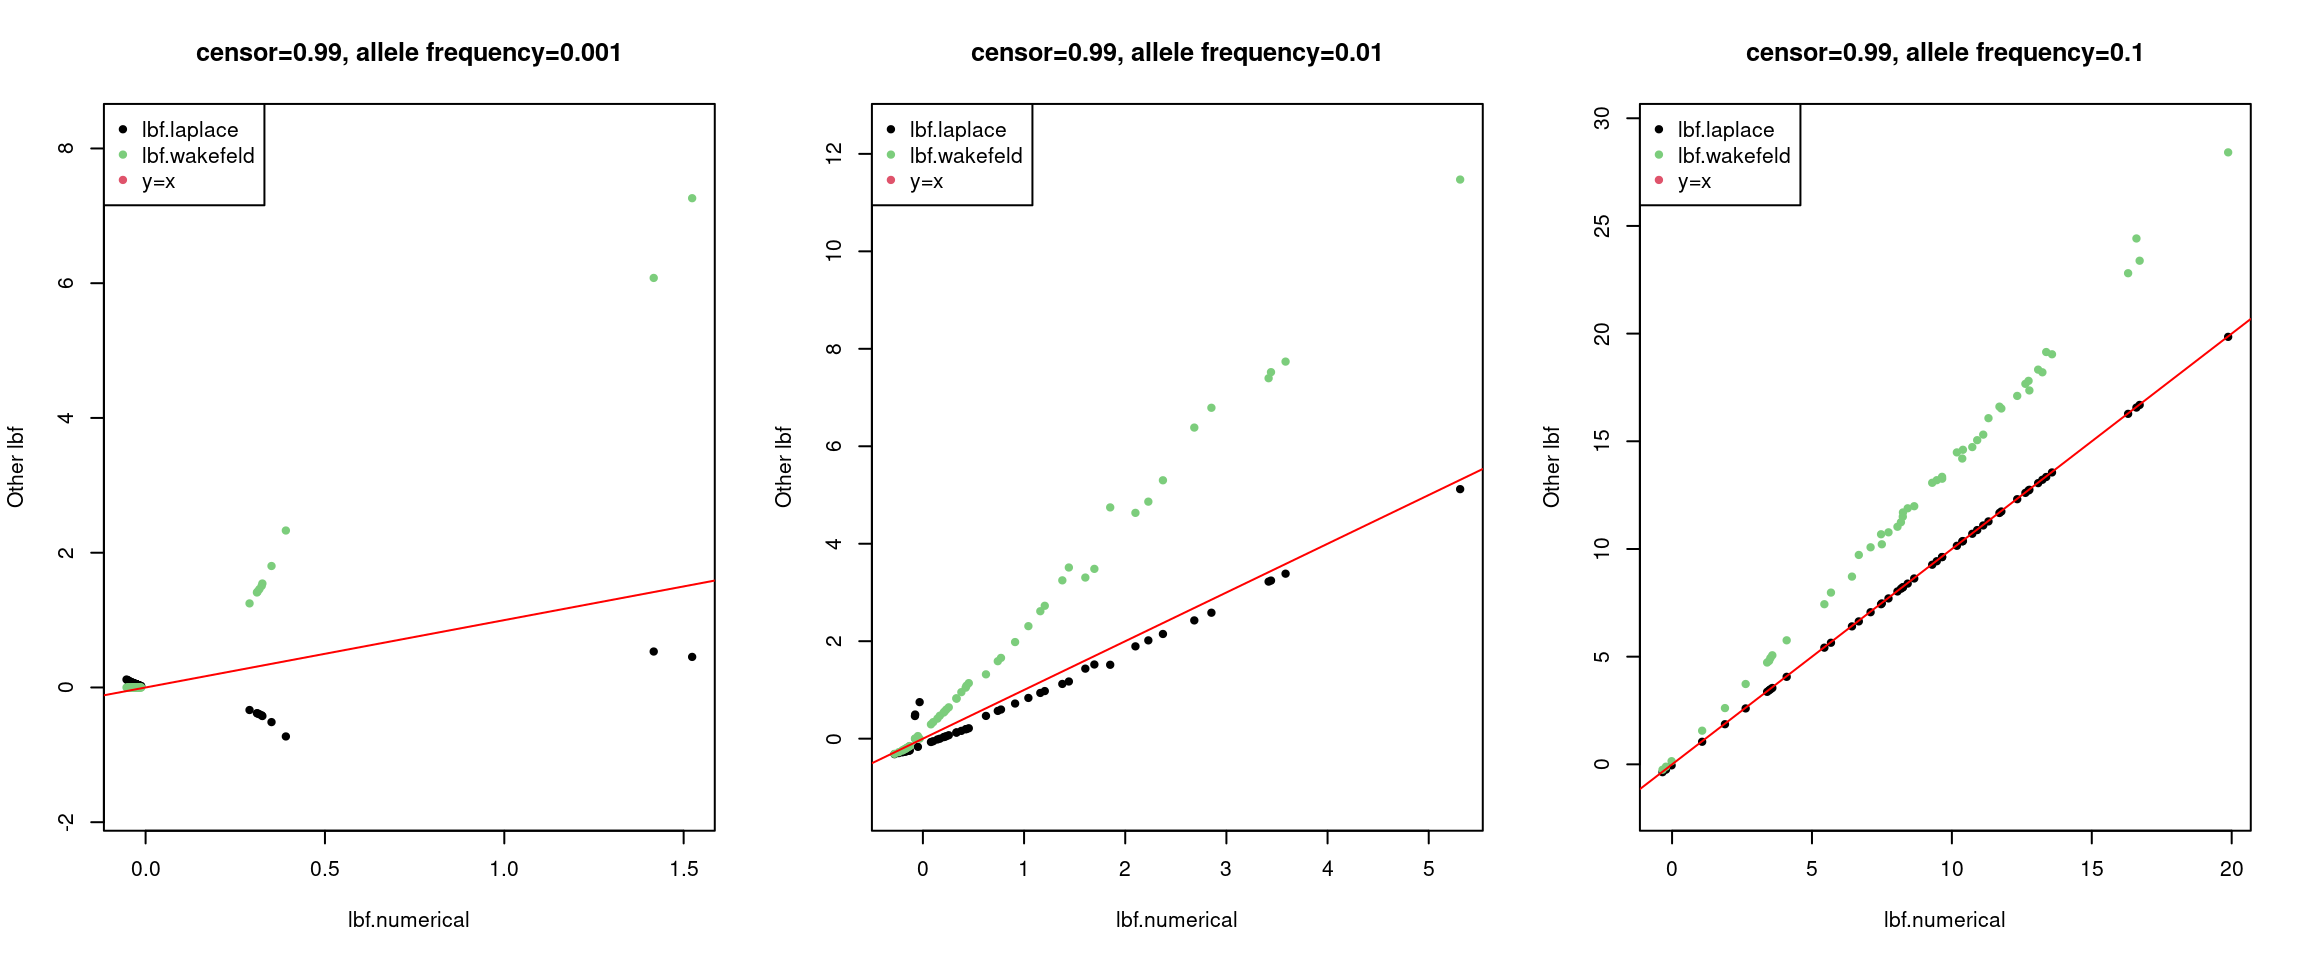 censor=0.99, allele frequency=0.001
lbf.laplace
lbf.wakefeld
y=x
8
6
4
2
0
-2
Other lbf
0.0 0.5 1.0 1.5
lbf.numerical
censor=0.99, allele frequency=0.01
lbf.laplace
lbf.wakefeld
y=x
12
10
8
6
4
2
0
Other lbf
0 1 2 3 4 5
lbf.numerical
censor=0.99, allele frequency=0.1
lbf.laplace
lbf.wakefeld
y=x
30
25
20
15
10
5
0
Other lbf
0 5 10 15 20
lbf.numerical